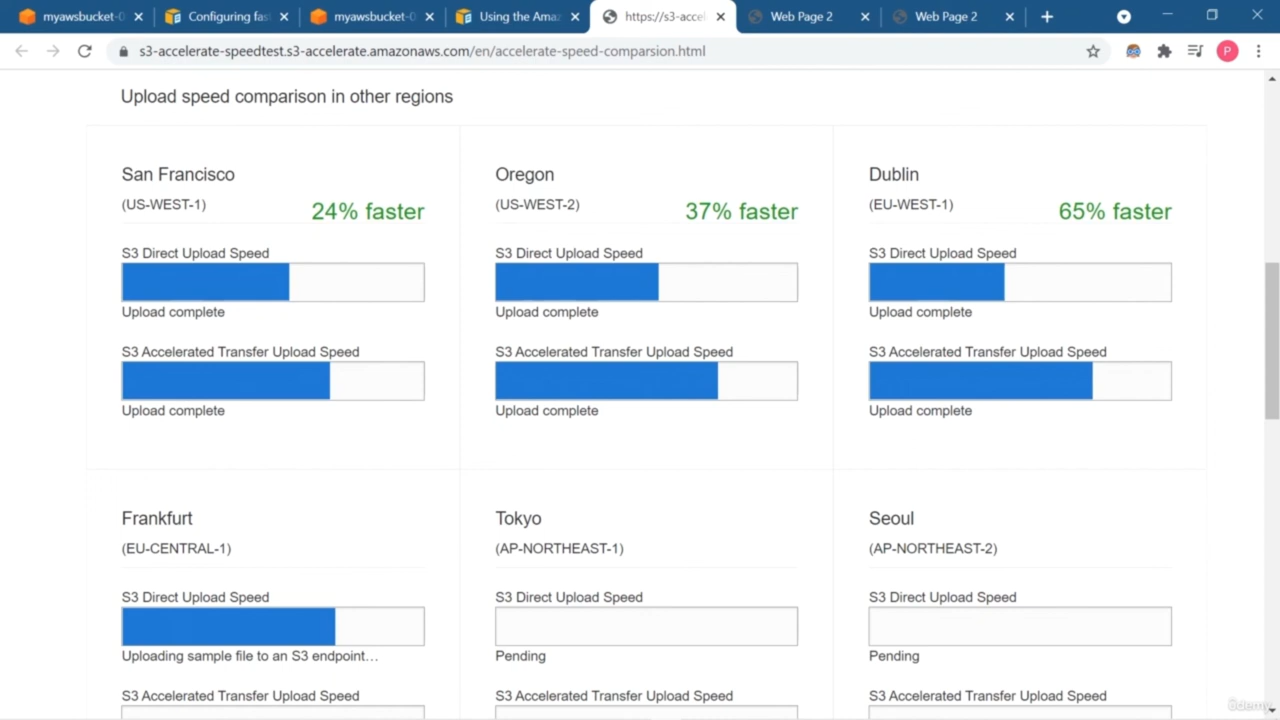 myawsbucket-0
Configuring fas
myawsbucket-0
Using the Ama
https://s3-accel
Web Page 2
Web Page 2
s3-accelerate-speedtest.s3-accelerate.amazonaws.com/en/accelerate-speed-comparsion.html
P
Upload speed comparison in other regions
San Francisco
(US-WEST-1)
24% faster
S3 Direct Upload Speed
Upload complete
S3 Accelerated Transfer Upload Speed
Upload complete
Oregon
(US-WEST-2)
37% faster
S3 Direct Upload Speed
Upload complete
S3 Accelerated Transfer Upload Speed
Upload complete
Dublin
(EU-WEST-1)
65% faster
S3 Direct Upload Speed
Upload complete
S3 Accelerated Transfer Upload Speed
Upload complete
Frankfurt
(EU-CENTRAL-1)
S3 Direct Upload Speed
Uploading sample file to an S3 endpoint…
S3 Accelerated Transfer Upload Speed
Tokyo
(AP-NORTHEAST-1)
S3 Direct Upload Speed
Pending
S3 Accelerated Transfer Upload Speed
Seoul
(AP-NORTHEAST-2)
S3 Direct Upload Speed
Pending
S3 Accelerated Transfer Upload Speed
ûdemy